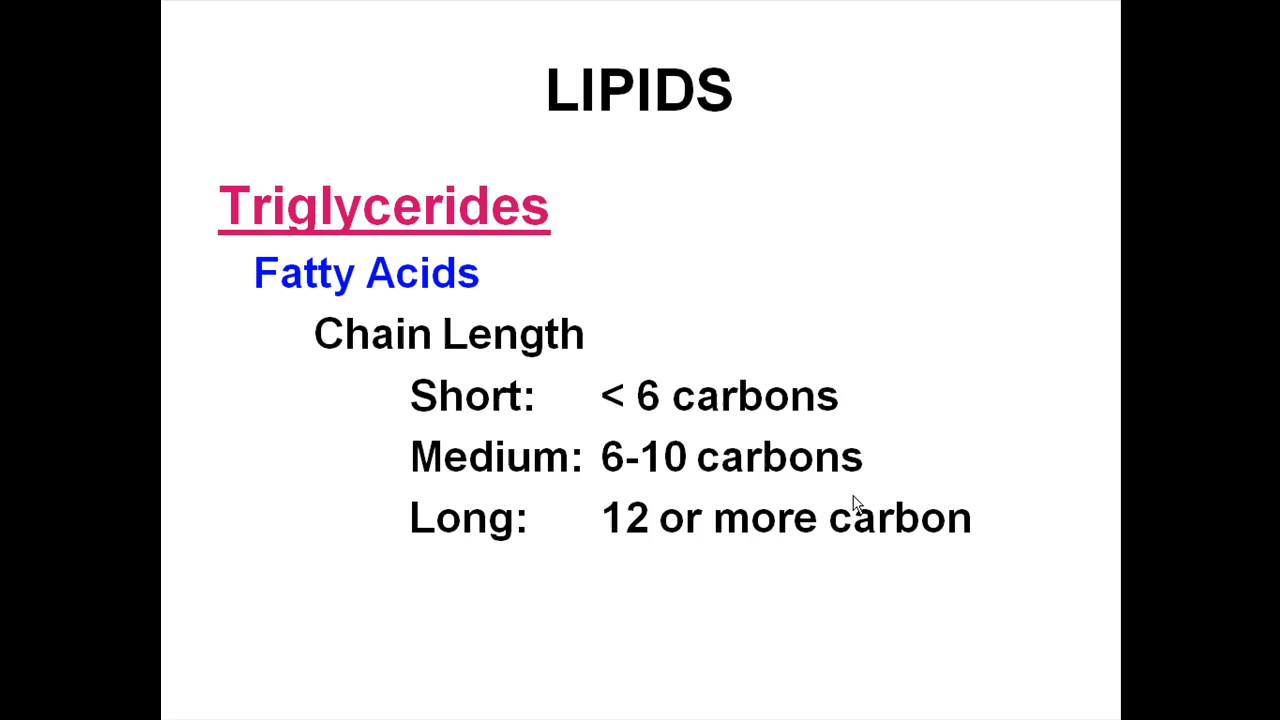 LIPIDS
Triglycerides
Fatty Acids
Chain Length
Short: < 6 carbons
Medium: 6-10 carbons
Long: 12 or more carbon